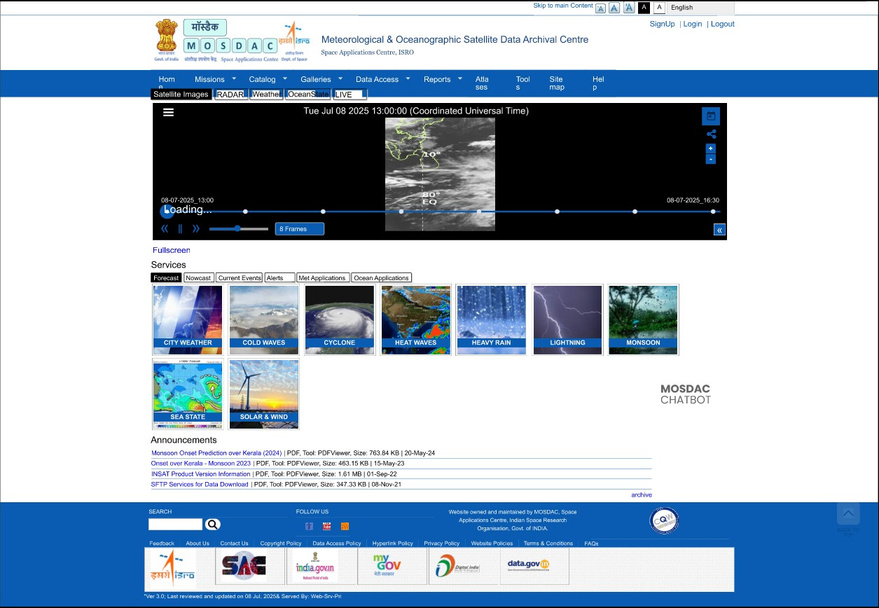 Skip to main Content A A A A A English
SignUp | Login | Logout
मॉस्डैक
MOSDAC
Space Applications Centre
इसरो isro
Meteorological & Oceanographic Satellite Data Archival Centre
Space Applications Centre, ISRO
Home Missions Catalog Galleries Data Access Reports Atlases Tools Site map Help
Satellite Images RADAR Weather OceanState LIVE
Tue Jul 08 2025 13:00:00 (Coordinated Universal Time)
10°
80°
EQ
08-07-2025_13:00 08-07-2025_16:30
Loading...
8 Frames
Fullscreen
Services
Forecast Nowcast Current Events Alerts Met Applications Ocean Applications
CITY WEATHER COLD WAVES CYCLONE HEAT WAVES HEAVY RAIN LIGHTNING MONSOON
SEA STATE SOLAR & WIND
MOSDAC
CHATBOT
Announcements
Monsoon Onset Prediction over Kerala (2024) | PDF, Tool: PDFViewer, Size: 763.84 KB | 20-May-24
Onset over Kerala - Monsoon 2023 | PDF, Tool: PDFViewer, Size: 463.15 KB | 15-May-23
INSAT Product Version Information | PDF, Tool: PDFViewer, Size: 1.61 MB | 01-Sep-22
SFTP Services for Data Download | PDF, Tool: PDFViewer, Size: 347.33 KB | 08-Nov-21
archive
SEARCH
FOLLOW US
Website owned and maintained by MOSDAC, Space
Applications Centre, Indian Space Research
Organisation, Govt. of INDIA.
CQW
Feedback About Us Contact Us Copyright Policy Data Access Policy Hyperlink Policy Privacy Policy Website Policies Terms & Conditions FAQs
इसरो isro SAC india.gov.in my GOV मेरी सरकार Digital India data.gov.in
*Ver 3.0; Last reviewed and updated on 08 Jul, 2025& Served By: Web-Srv-Pri